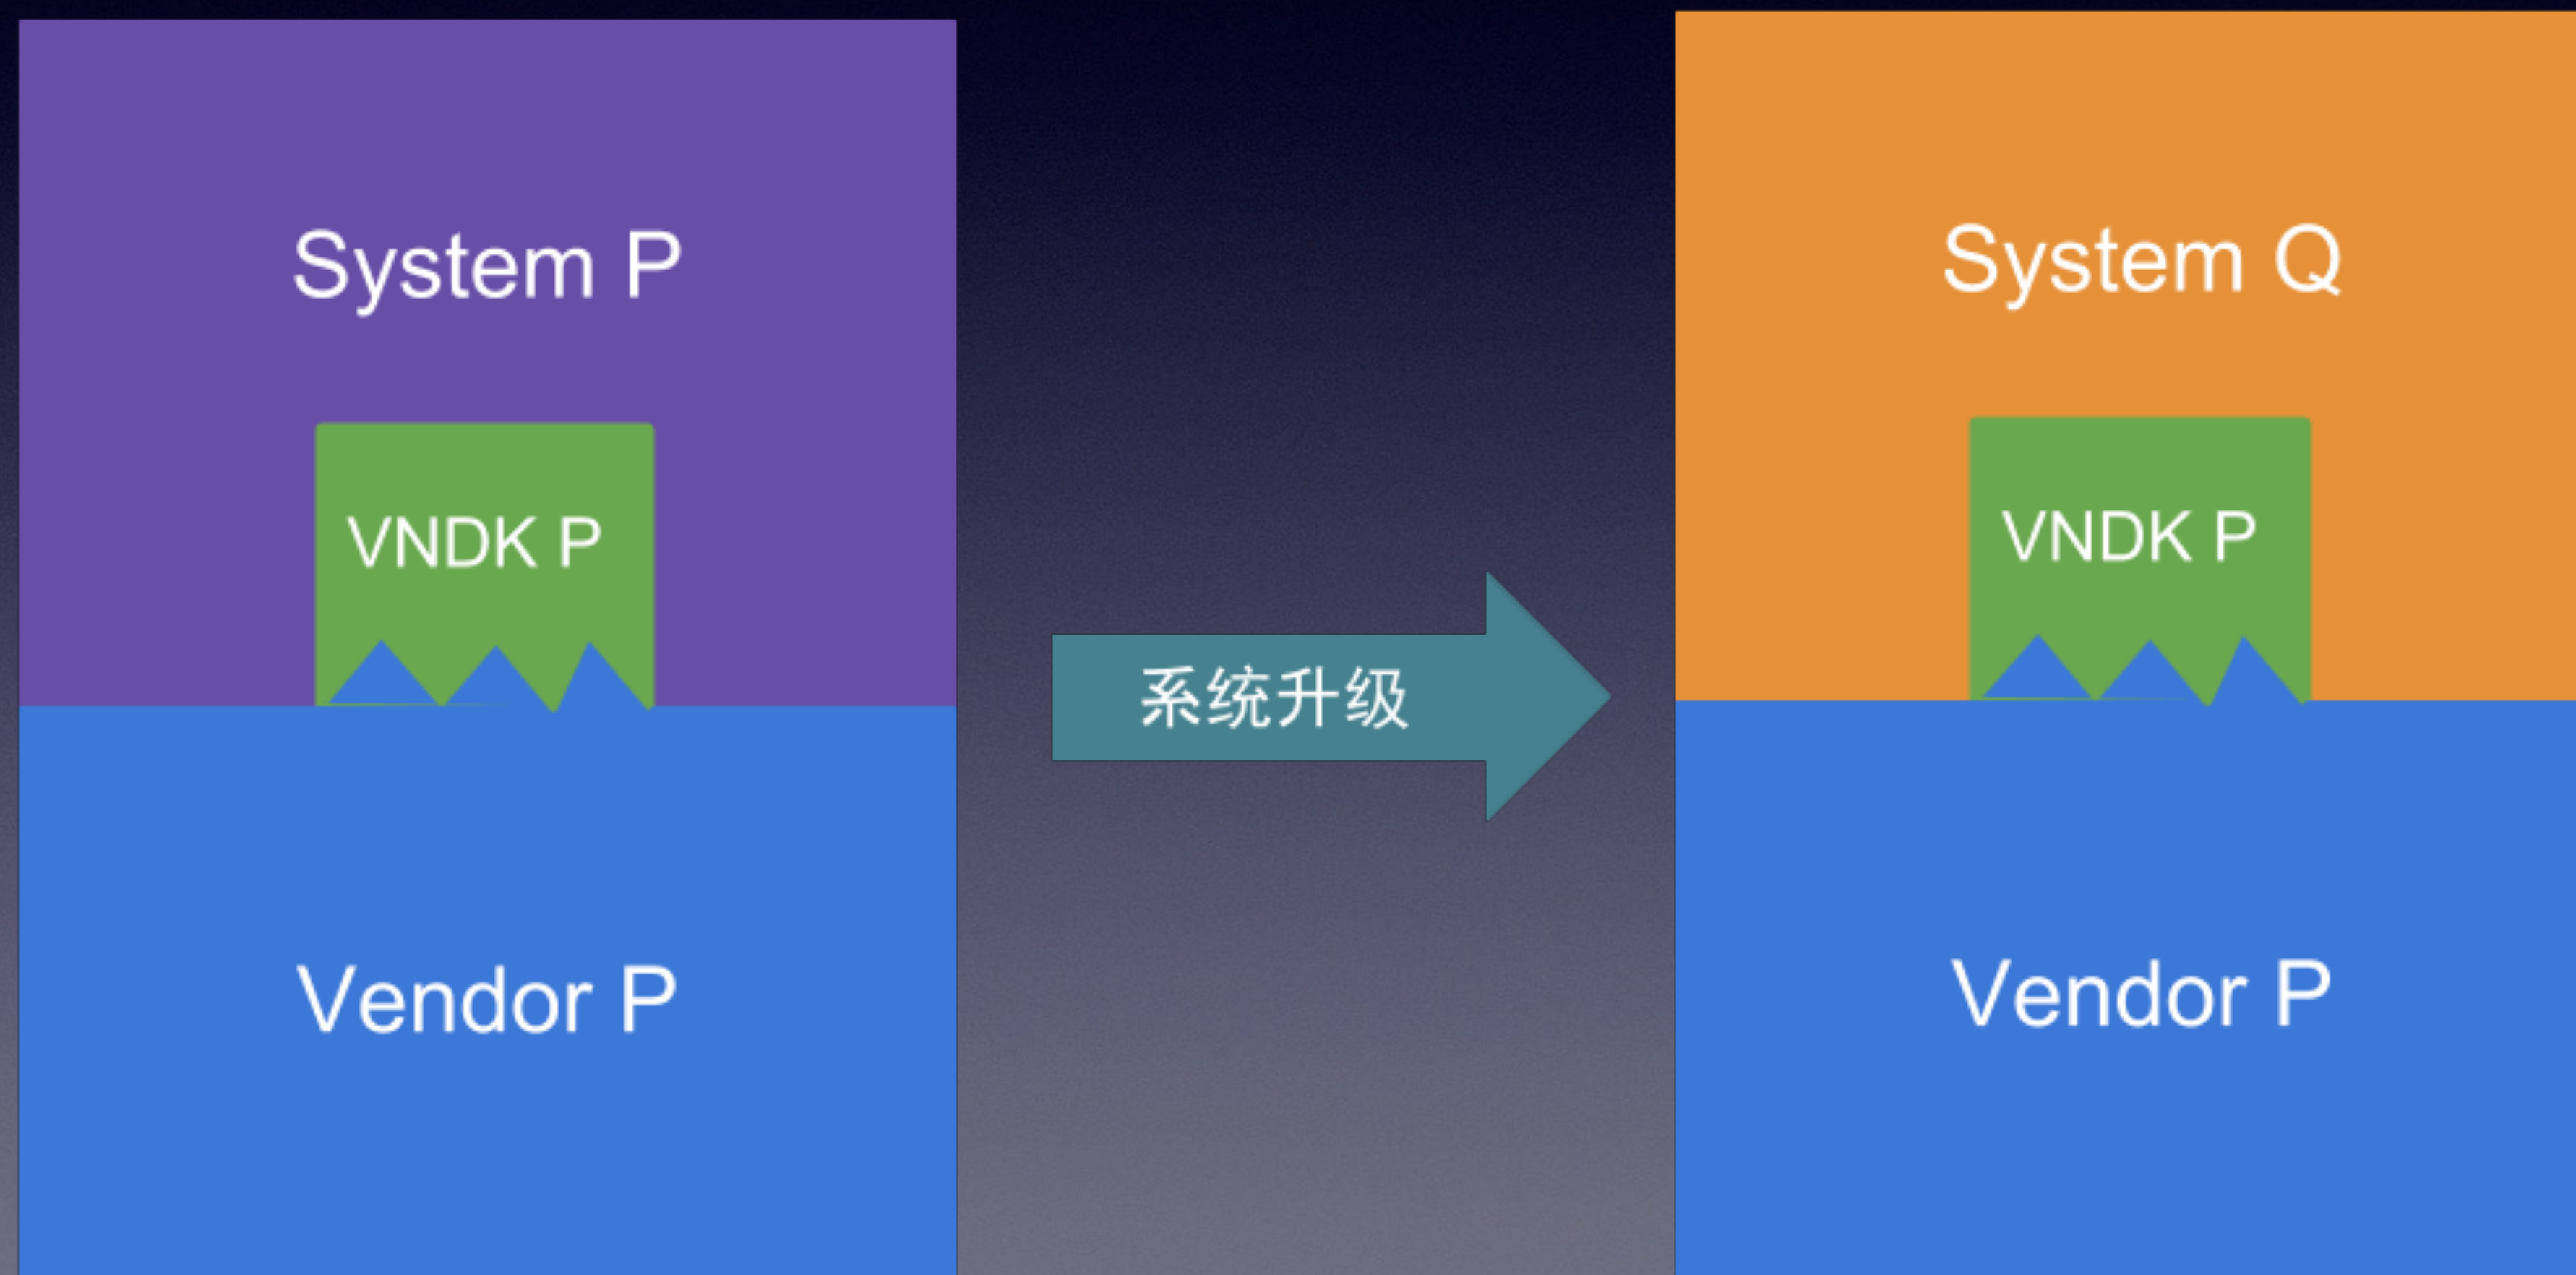 System P
VNDK P
Vendor P
系统升级
System Q
VNDK P
Vendor P